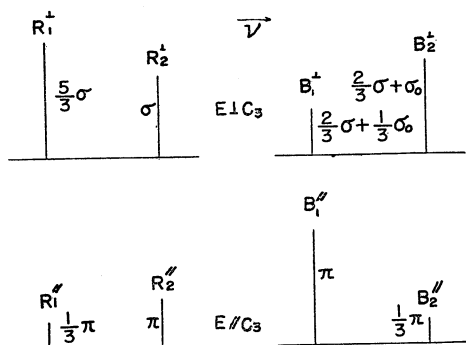 ν
R₁⊥
R₂⊥
B₁⊥
B₂⊥
5/3 σ
σ
E⊥C₃
2/3 σ+σ₀
2/3 σ+1/3 σ₀
R₁∥
R₂∥
B₁∥
B₂∥
1/3 π
π
E∥C₃
π
1/3 π